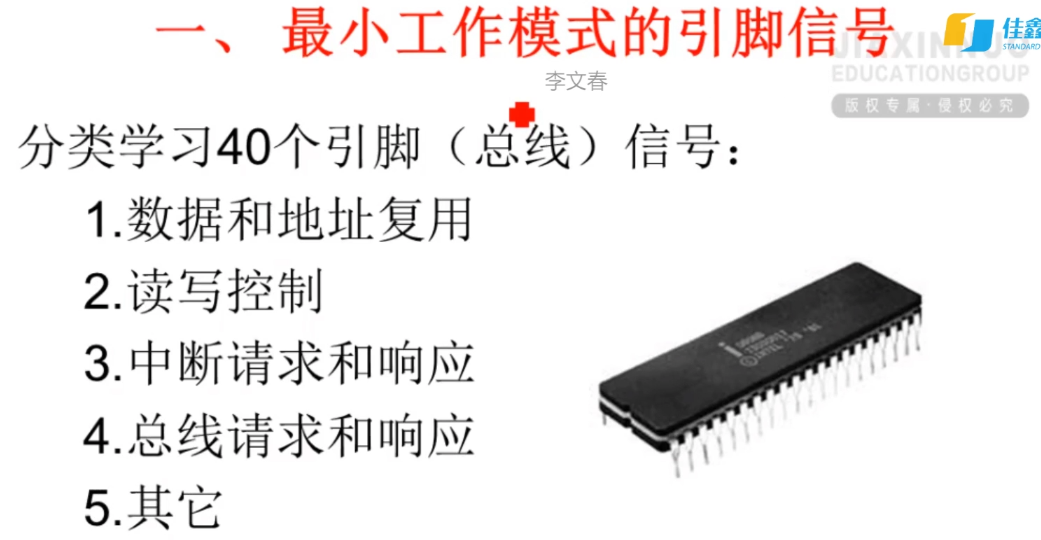 一、 最小工作模式的引脚信号
佳鑫
STANDARD
EDUCATIONGROUP
李文春
版权专属·侵权必究
分类学习40个引脚（总线）信号：
1.数据和地址复用
2.读写控制
3.中断请求和响应
4.总线请求和响应
5.其它